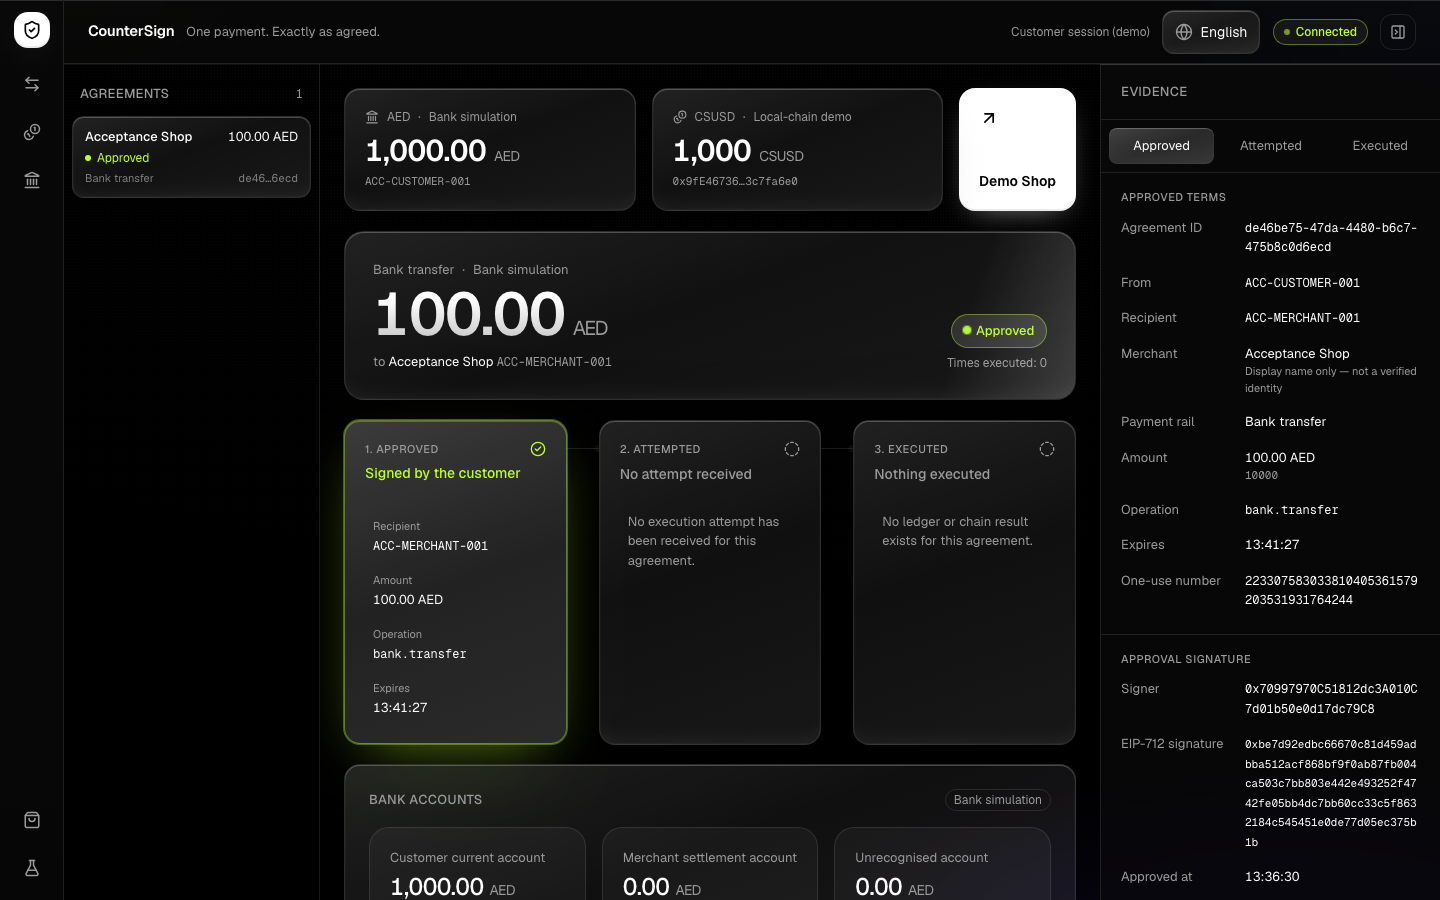 CounterSign One payment. Exactly as agreed.
Customer session (demo) English Connected
AGREEMENTS 1
Acceptance Shop 100.00 AED
Approved
Bank transfer de46…6ecd
AED · Bank simulation
1,000.00 AED
ACC-CUSTOMER-001
CSUSD · Local-chain demo
1,000 CSUSD
0x9fE46736…3c7fa6e0
Demo Shop
Bank transfer · Bank simulation
100.00 AED
to Acceptance Shop ACC-MERCHANT-001
Approved
Times executed: 0
1. APPROVED
Signed by the customer
Recipient
ACC-MERCHANT-001
Amount
100.00 AED
Operation
bank.transfer
Expires
13:41:27
2. ATTEMPTED
No attempt received
No execution attempt has
been received for this
agreement.
3. EXECUTED
Nothing executed
No ledger or chain result
exists for this agreement.
BANK ACCOUNTS Bank simulation
Customer current account
1,000.00 AED
Merchant settlement account
0.00 AED
Unrecognised account
0.00 AED
EVIDENCE
Approved Attempted Executed
APPROVED TERMS
Agreement ID de46be75-47da-4480-b6c7-
475b8c0d6ecd
From ACC-CUSTOMER-001
Recipient ACC-MERCHANT-001
Merchant Acceptance Shop
Display name only — not a verified
identity
Payment rail Bank transfer
Amount 100.00 AED
10000
Operation bank.transfer
Expires 13:41:27
One-use number 223307583033810405361579
203531931764244
APPROVAL SIGNATURE
Signer 0x70997970C51812dc3A010C
7d01b50e0d17dc79C8
EIP-712 signature 0xbe7d92edbc66670c81d459ad
bba512acf868bf9f0ab87fb004
ca503c7bb803e442e493252f47
42fe05bb4dc7bb60cc33c5f863
2184c545451e0de77d05ec375b
1b
Approved at 13:36:30